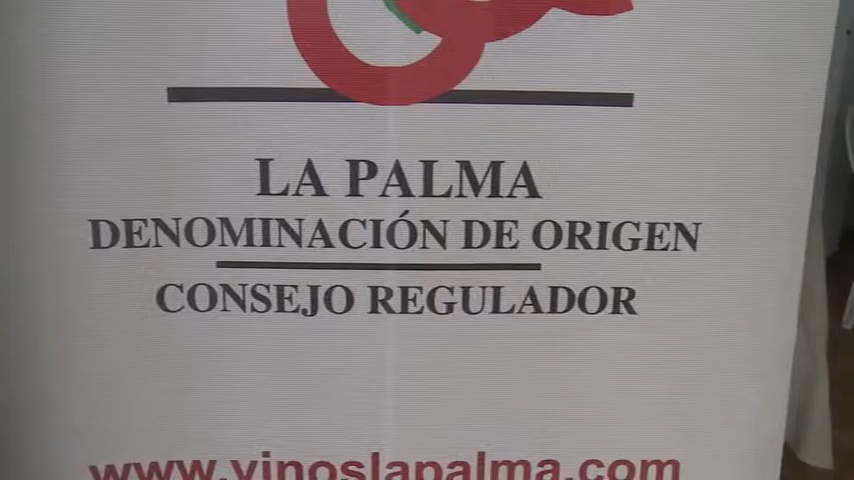 LA PALMA
DENOMINACIÓN DE ORIGEN
CONSEJO REGULADOR
www.vinoslapalma.com